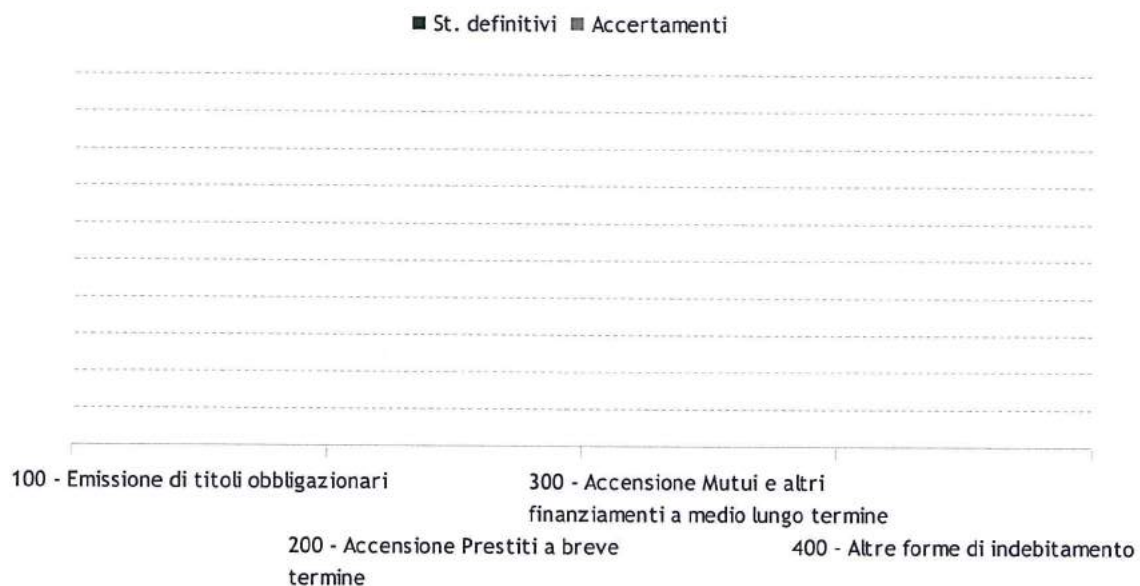 St. definitivi Accertamenti
100 - Emissione di titoli obbligazionari
200 - Accensione Prestiti a breve
termine
300 - Accensione Mutui e altri
finanziamenti a medio lungo termine
400 - Altre forme di indebitamento